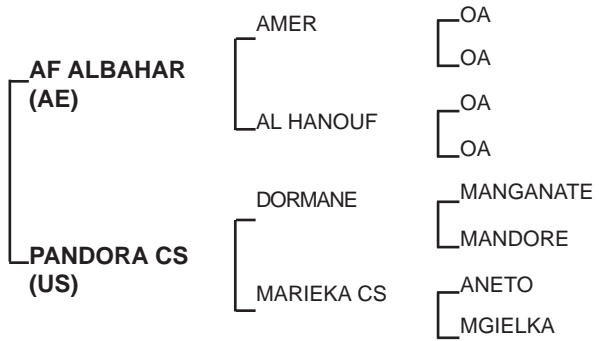 AF ALBAHAR
(AE)
PANDORA CS
(US)
AMER
AL HANOUF
DORMANE
MARIEKA CS
OA
OA
OA
OA
MANGANATE
MANDORE
ANETO
MGIELKA